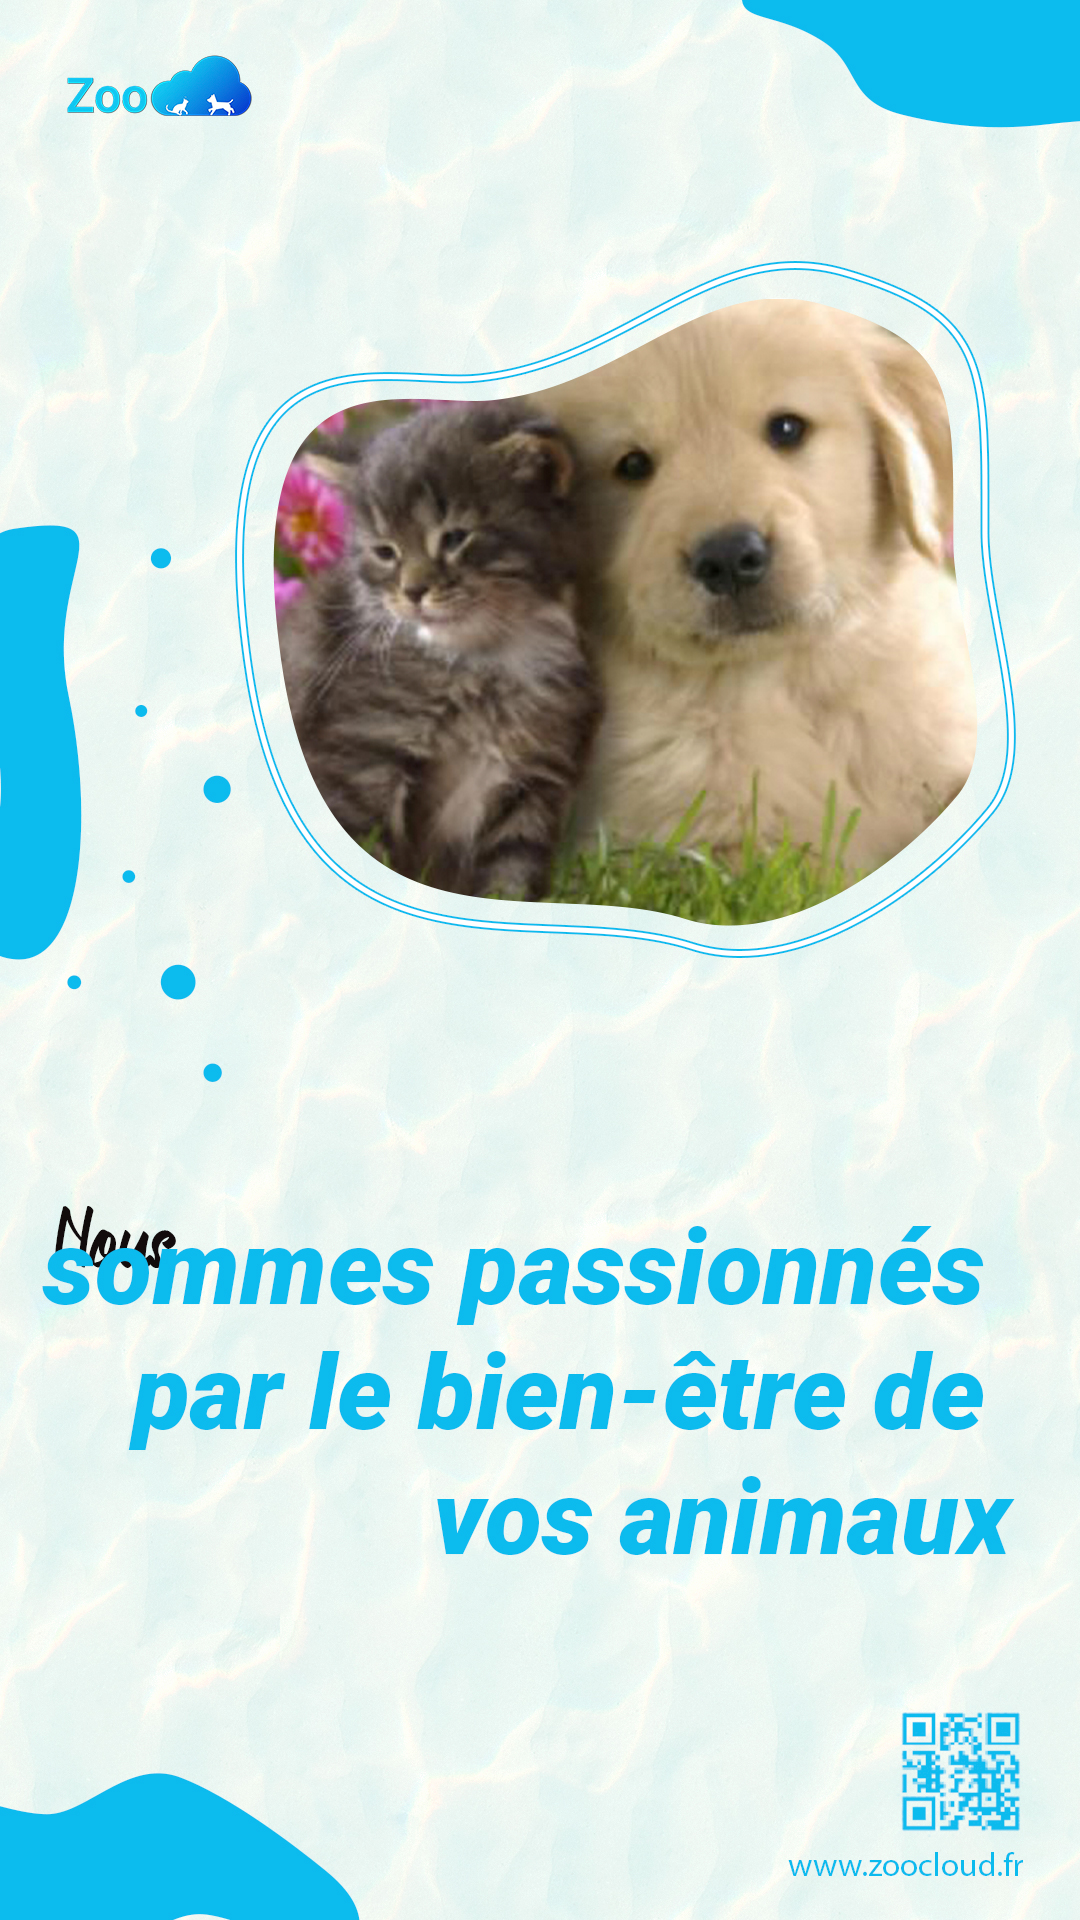 Zoo
Nous
sommes passionnés
par le bien-être de
vos animaux
www.zoocloud.fr